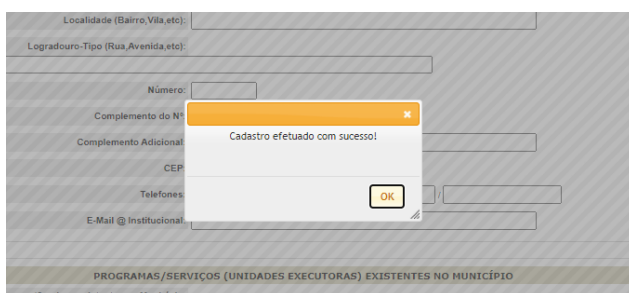 Localidade (Bairro,Vila,etc):
Logradouro-Tipo (Rua,Avenida,etc):
Número:
Complemento do Nº
Cadastro efetuado com sucesso!
Complemento Adicional
CEP
Telefones
/
OK
E-Mail @ Institucional:
PROGRAMAS/SERVIÇOS (UNIDADES EXECUTORAS) EXISTENTES NO MUNICÍPIO